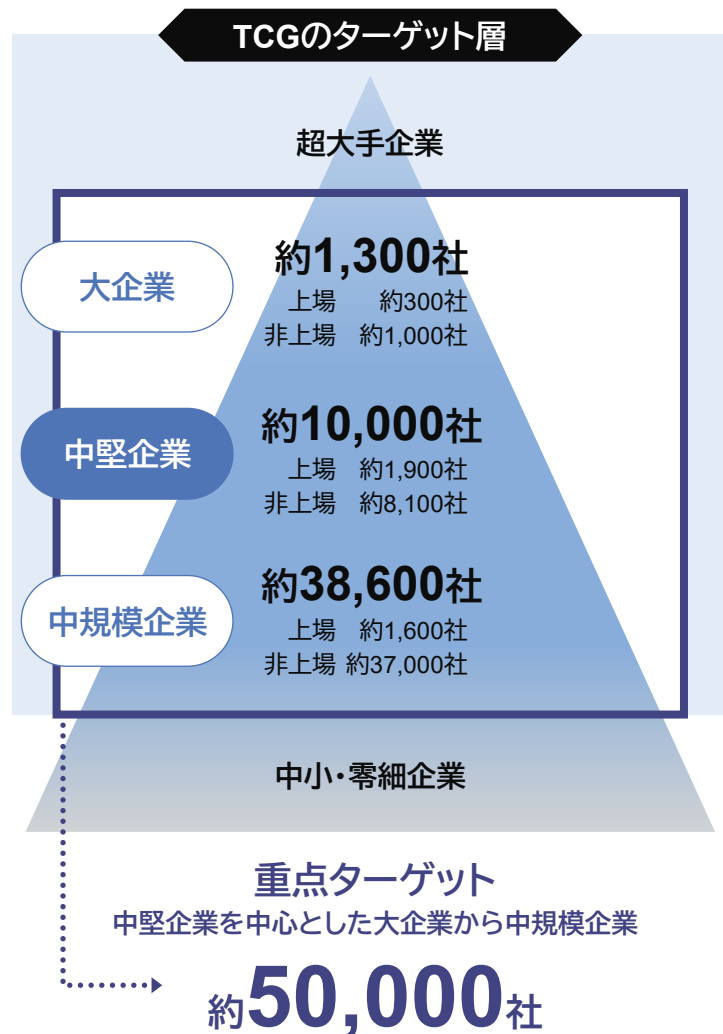 TCGのターゲット層
超大手企業
大企業
約1,300社
上場 約300社
非上場 約1,000社
中堅企業
約10,000社
上場 約1,900社
非上場 約8,100社
中規模企業
約38,600社
上場 約1,600社
非上場 約37,000社
中小・零細企業
重点ターゲット
中堅企業を中心とした大企業から中規模企業
約50,000社